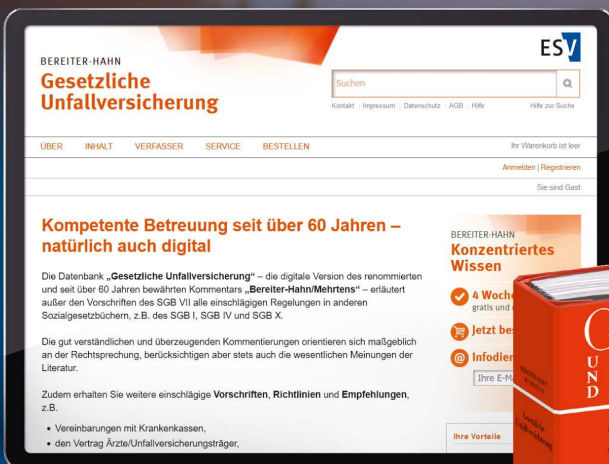 BEREITER-HAHN
Gesetzliche
Unfallversicherung
ESV
Suchen
Kontakt | Impressum | Datenschutz | AGB | Hilfe
Hilfe zur Suche
ÜBER INHALT VERFASSER SERVICE BESTELLEN
Ihr Warenkorb ist leer
Anmelden | Registrieren
Sie sind Gast
Kompetente Betreuung seit über 60 Jahren –
natürlich auch digital
Die Datenbank „Gesetzliche Unfallversicherung" – die digitale Version des renommierten
und seit über 60 Jahren bewährten Kommentars „Bereiter-Hahn/Mehrtens" – erläutert
außer den Vorschriften des SGB VII alle einschlägigen Regelungen in anderen
Sozialgesetzbüchern, z.B. des SGB I, SGB IV und SGB X.
Die gut verständlichen und überzeugenden Kommentierungen orientieren sich maßgeblich
an der Rechtsprechung, berücksichtigen aber stets auch die wesentlichen Meinungen der
Literatur.
Zudem erhalten Sie weitere einschlägige Vorschriften, Richtlinien und Empfehlungen,
z.B.
• Vereinbarungen mit Krankenkassen,
• den Vertrag Ärzte/Unfallversicherungsträger,
BEREITER-HAHN
Konzentriertes
Wissen
4 Woche
gratis und
Jetzt bes
@ Infodien
Ihre E-Ma
Ihre Vorteile
UND
Gesetzliche
Unfallversicherung